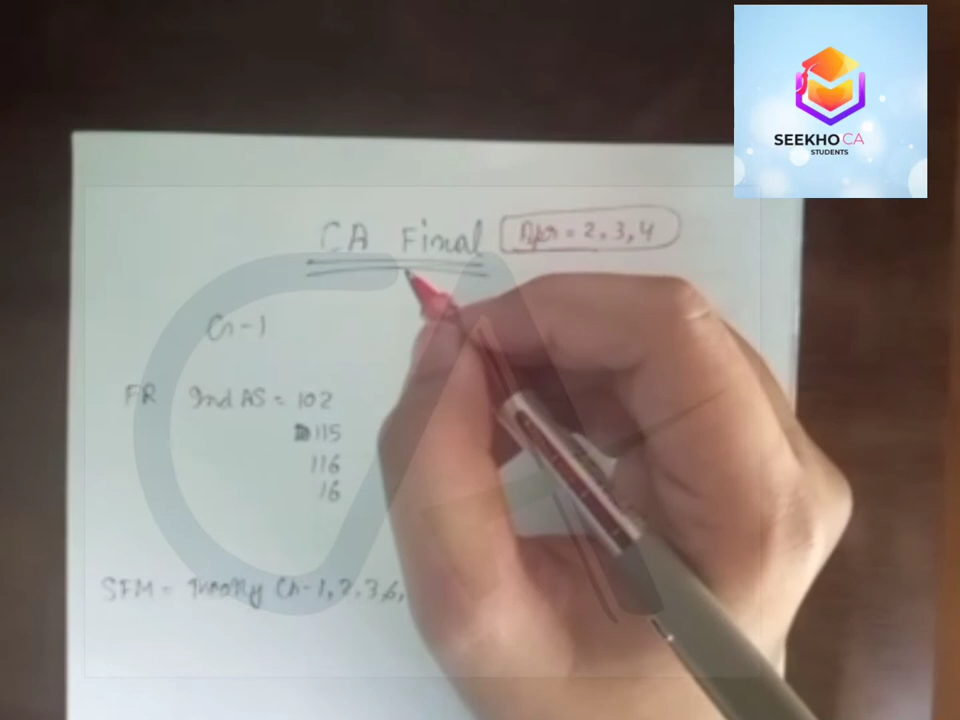 SEEKHO CA
STUDENTS
CA Final
Apr = 2, 3, 4
Gr-1
FR Ind AS = 102
115
116
16
SFM = Theory Ch-1, 2, 3, 6,